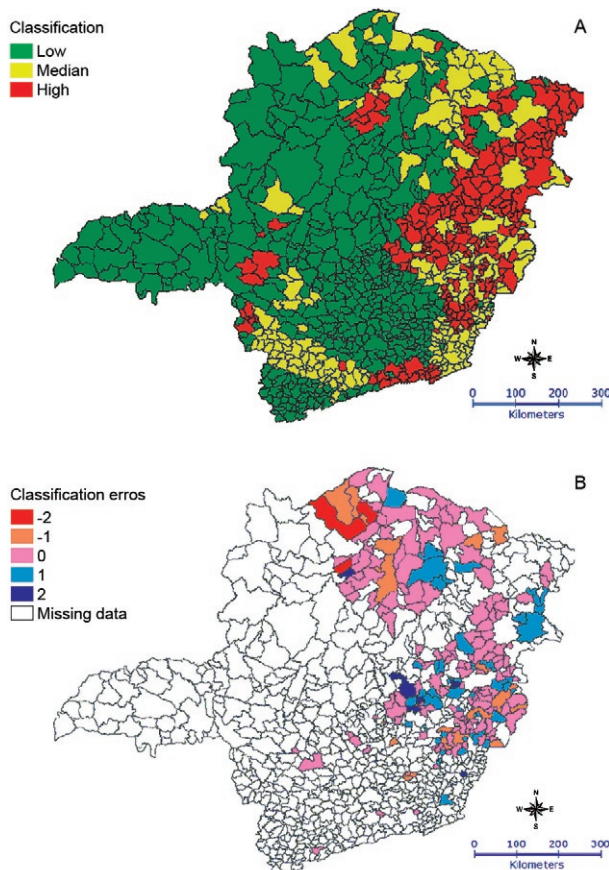 Classification
Low
Median
High
A
N
W E
S
0 100 200 300
Kilometers
B
Classification erros
-2
-1
0
1
2
Missing data
N
W E
S
0 100 200 300
Kilometers